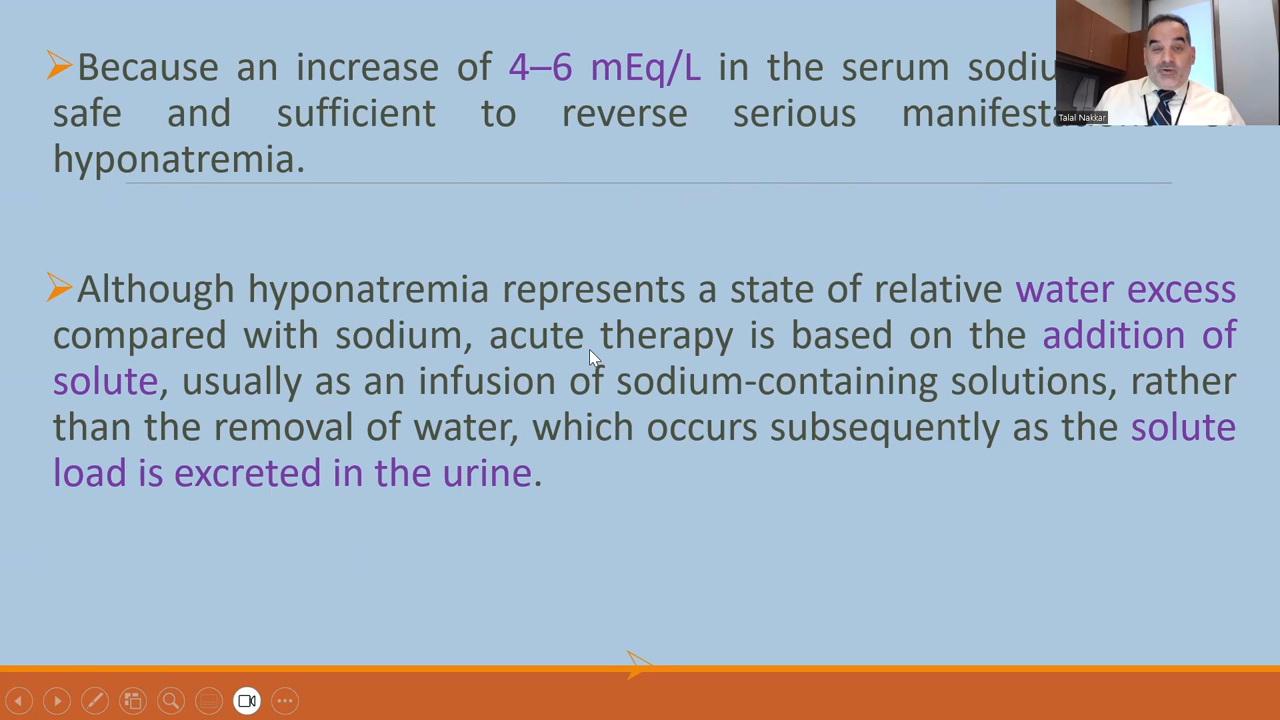 Because an increase of 4–6 mEq/L in the serum
safe and sufficient to reverse serious
hyponatremia.
Although hyponatremia represents a state of relative water excess
compared with sodium, acute therapy is based on the addition of
solute, usually as an infusion of sodium-containing solutions, rather
than the removal of water, which occurs subsequently as the solute
load is excreted in the urine.
Talal Nakkar